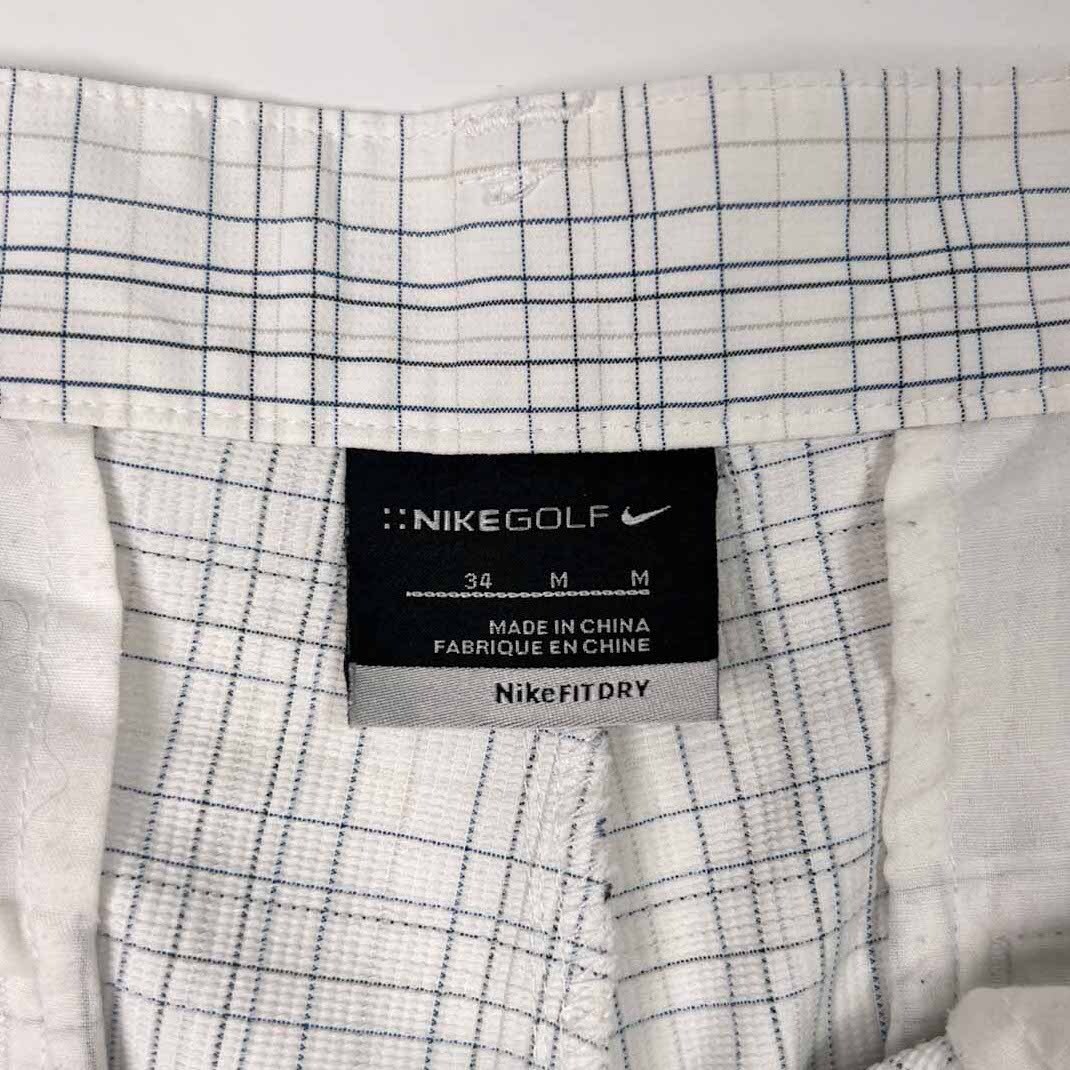 NIKEGOLF
34 M M
MADE IN CHINA
FABRIQUE EN CHINE
NikeFITDRY